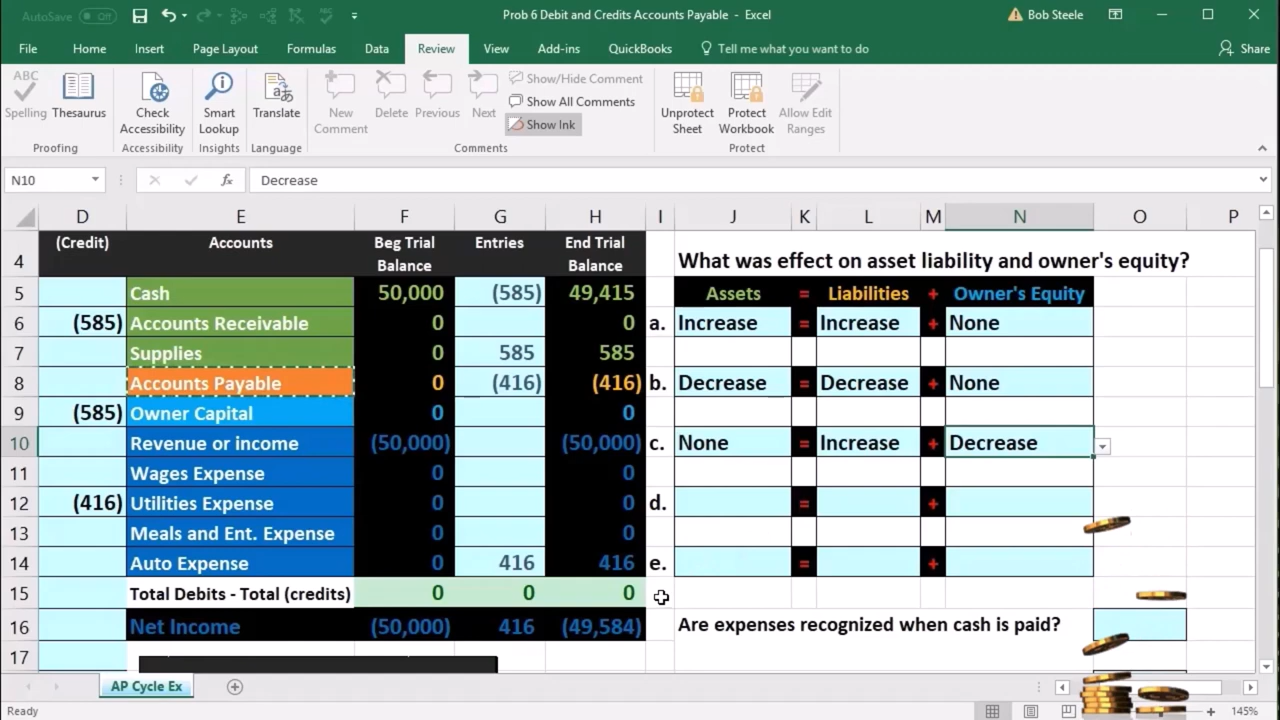 AutoSave Off Prob 6 Debit and Credits Accounts Payable - Excel Bob Steele
File Home Insert Page Layout Formulas Data Review View Add-ins QuickBooks Tell me what you want to do Share
ABC Show/Hide Comment
Show All Comments
Show Ink
Spelling Thesaurus Check Smart Translate New Delete Previous Next Unprotect Protect Allow Edit
Accessibility Lookup Comment Sheet Workbook Ranges
Proofing Accessibility Insights Language Comments Protect
N10 fx Decrease
D E F G H I J K L M N O P
4 (Credit) Accounts Beg Trial Balance Entries End Trial Balance What was effect on asset liability and owner's equity?
5 Cash 50,000 (585) 49,415 Assets = Liabilities + Owner's Equity
6 (585) Accounts Receivable 0 0 a. Increase = Increase + None
7 Supplies 0 585 585
8 Accounts Payable 0 (416) (416) b. Decrease = Decrease + None
9 (585) Owner Capital 0 0
10 Revenue or income (50,000) (50,000) c. None = Increase + Decrease
11 Wages Expense 0 0
12 (416) Utilities Expense 0 0 d. = +
13 Meals and Ent. Expense 0 0
14 Auto Expense 0 416 416 e. = +
15 Total Debits - Total (credits) 0 0 0
16 Net Income (50,000) 416 (49,584) Are expenses recognized when cash is paid?
17
AP Cycle Ex
Ready 145%